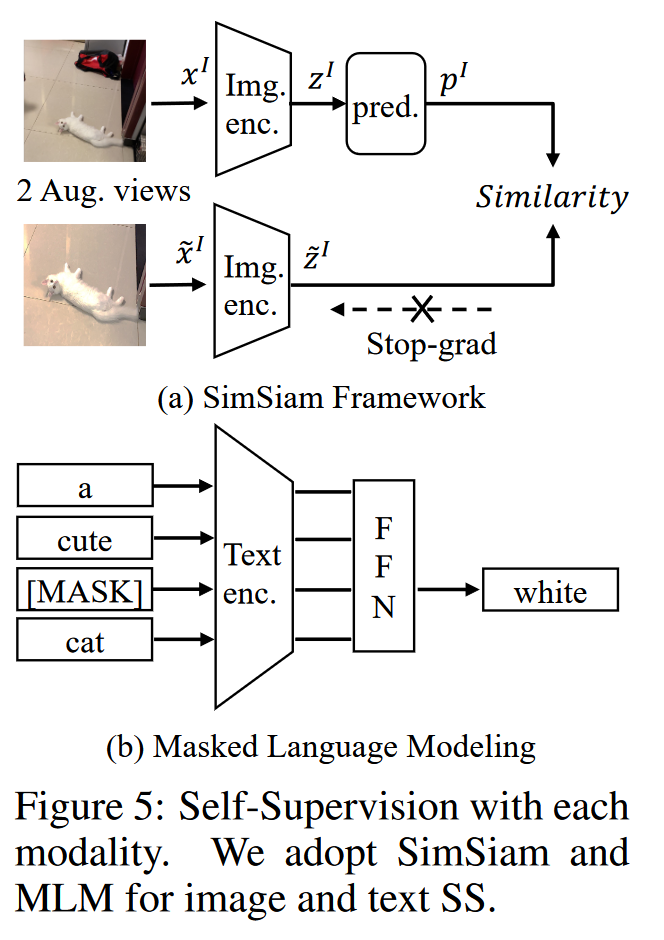 x^I
Img. enc.
z^I
pred.
p^I
2 Aug. views
Similarity
x̃^I
Img. enc.
z̃^I
Stop-grad
(a) SimSiam Framework
a
cute
[MASK]
cat
Text enc.
F
F
N
white
(b) Masked Language Modeling
Figure 5: Self-Supervision with each
modality. We adopt SimSiam and
MLM for image and text SS.